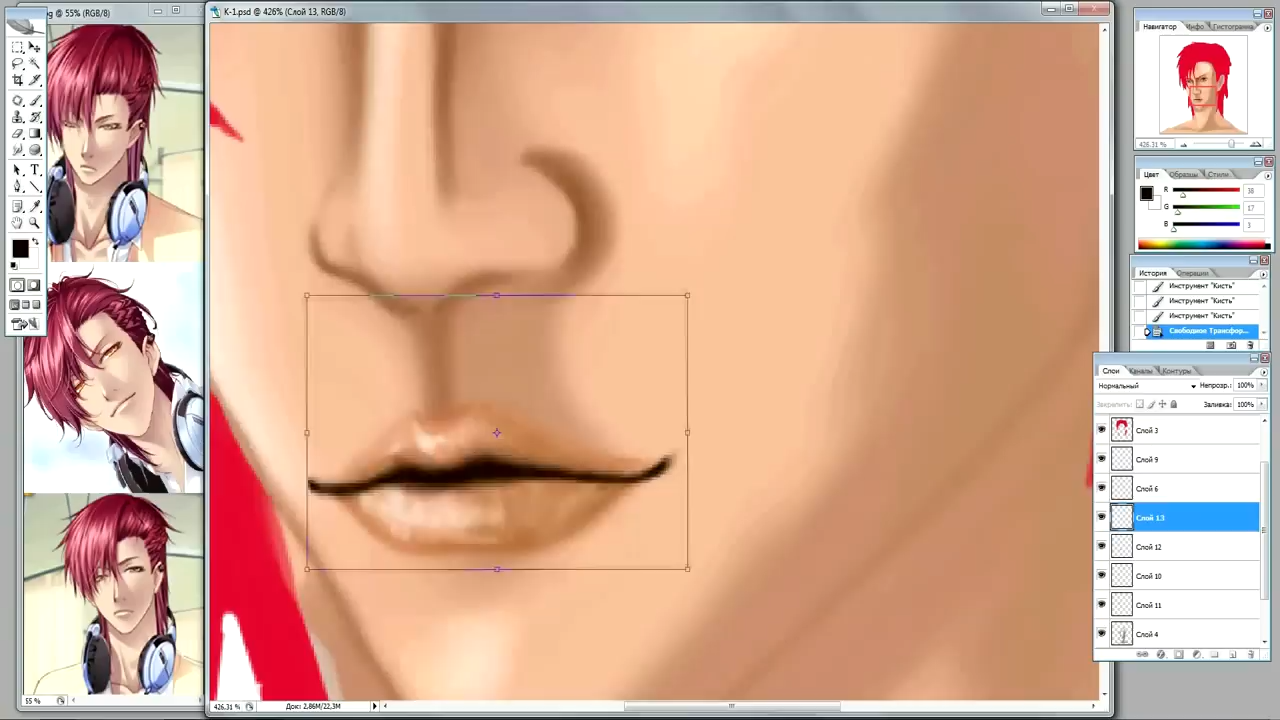 .pg @ 55% (RGB/8)
K-1.psd @ 426% (Слой 13, RGB/8)
Навигатор
Инфо
Гистограмма
426.31 %
Цвет
Образцы
Стили
R
38
G
17
B
3
История
Операции
Инструмент "Кисть"
Инструмент "Кисть"
Инструмент "Кисть"
Свободное Трансфор...
Слои
Каналы
Контуры
Нормальный
Непрозр.: 100%
Закрепить:
Заливка: 100%
Слой 3
Слой 9
Слой 6
Слой 13
Слой 12
Слой 10
Слой 11
Слой 4
55 %
426.31 %
Док: 2,86M/22,3M